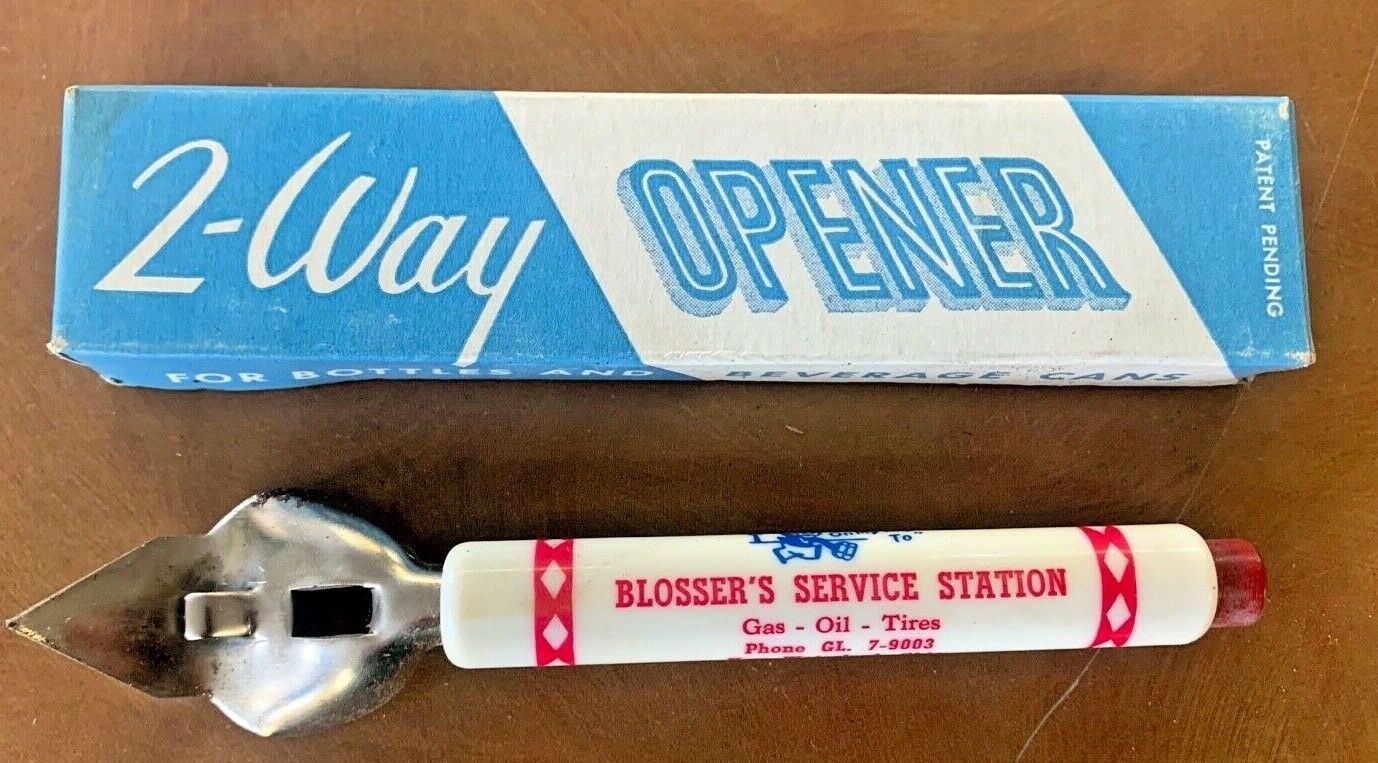 2-Way OPENER
PATENT PENDING
FOR BOTTLES AND BEVERAGE CANS
To
BLOSSER'S SERVICE STATION
Gas - Oil - Tires
Phone GL. 7-9003